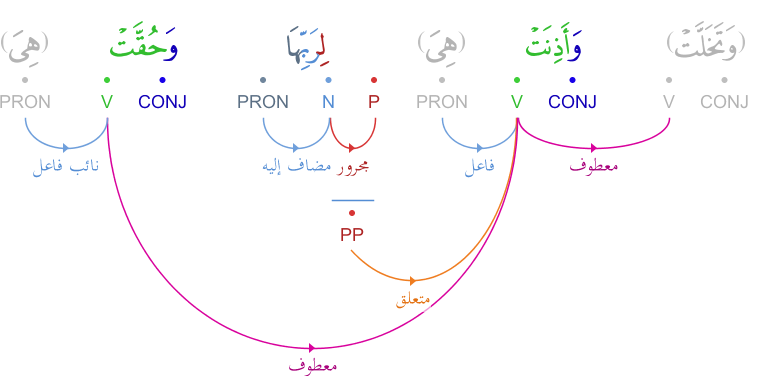 (وَتَخَلَّتْ) وَأَذِنَتْ (هِيَ) لِرَبِّهَا وَحُقَّتْ (هِيَ)
PRON V CONJ PRON N P PRON V CONJ V CONJ
نائب فاعل مضاف إليه مجرور فاعل معطوف
PP
متعلق
معطوف